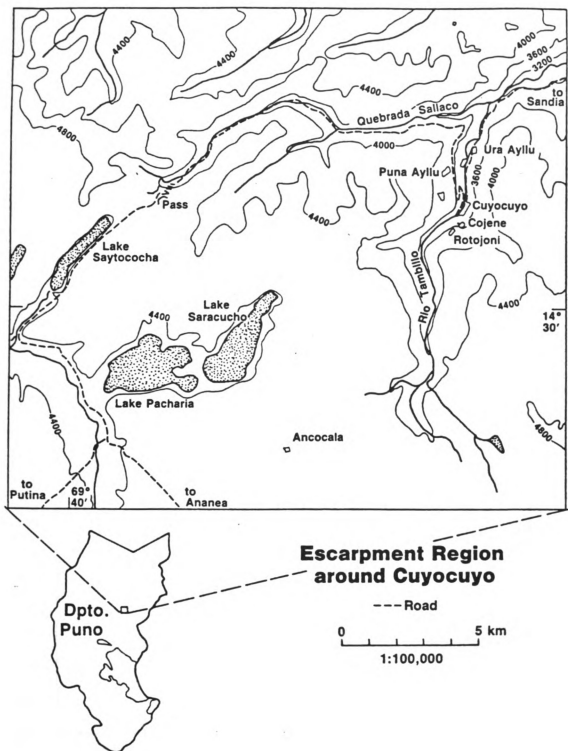 4400
4000
3600
3200
to
Sandia
4400
4800
Quebrada Sallaco
4000
Ura Ayllu
Puna Ayllu
3600
4000
Pass
Cuyocuyo
4400
Cojene
Rotojoni
Lake
Saytococha
Río Tambillo
Lake
Saracucho
4400
4400
14°
30'
Lake Pacharia
4400
Ancocala
4800
to
Putina
69°
40'
to
Ananea
Escarpment Region
around Cuyocuyo
Dpto.
Puno
---Road
0 5 km
1:100,000